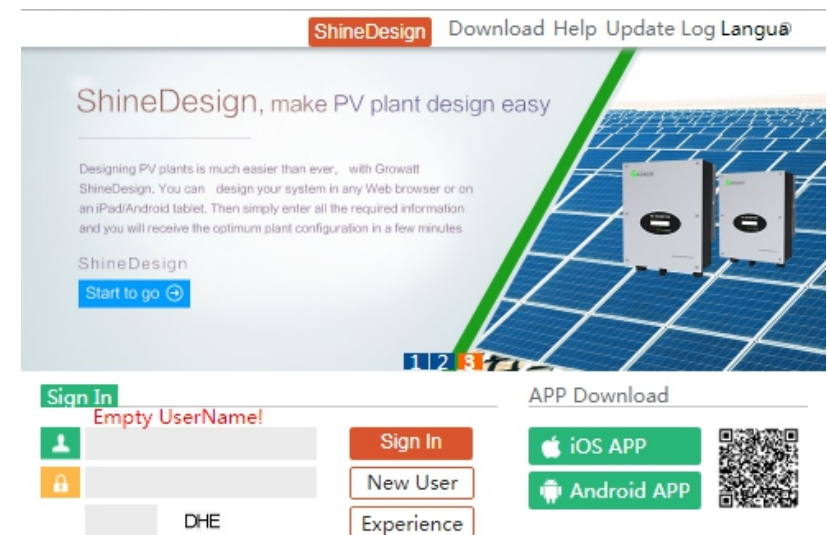 ShineDesign Download Help Update Log Langua
ShineDesign, make PV plant design easy
Designing PV plants is much easier than ever, with Growatt
ShineDesign. You can design your system in any Web browser or on
an iPad/Android tablet. Then simply enter all the required information
and you will receive the optimum plant configuration in a few minutes
ShineDesign
Start to go
Growatt
Growatt
1 2 3
Sign In
Empty UserName!
Sign In
New User
DHE
Experience
APP Download
iOS APP
Android APP